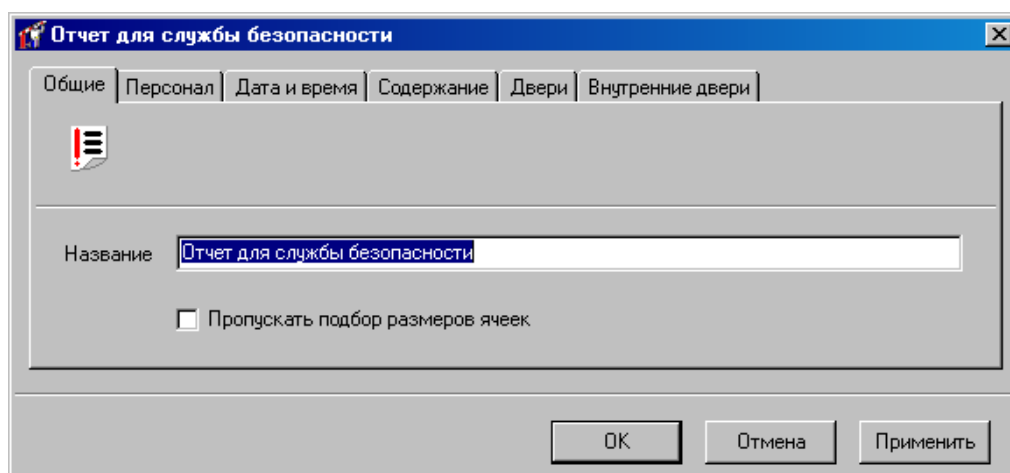 Отчет для службы безопасности
Общие Персонал Дата и время Содержание Двери Внутренние двери
Название Отчет для службы безопасности
Пропускать подбор размеров ячеек
OK Отмена Применить